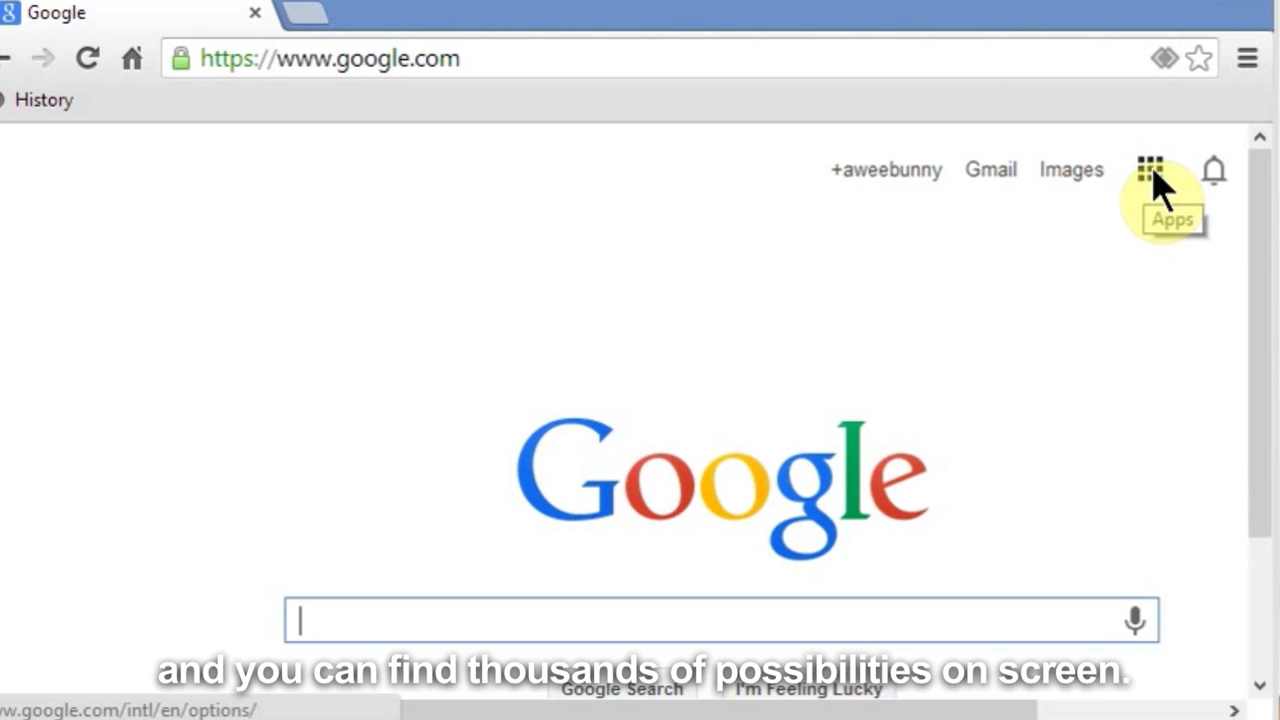 Google
https://www.google.com
History
+aweebunny Gmail Images
Apps
Google
and you can find thousands of possibilities on screen.
Google Search I'm Feeling Lucky
ww.google.com/intl/en/options/